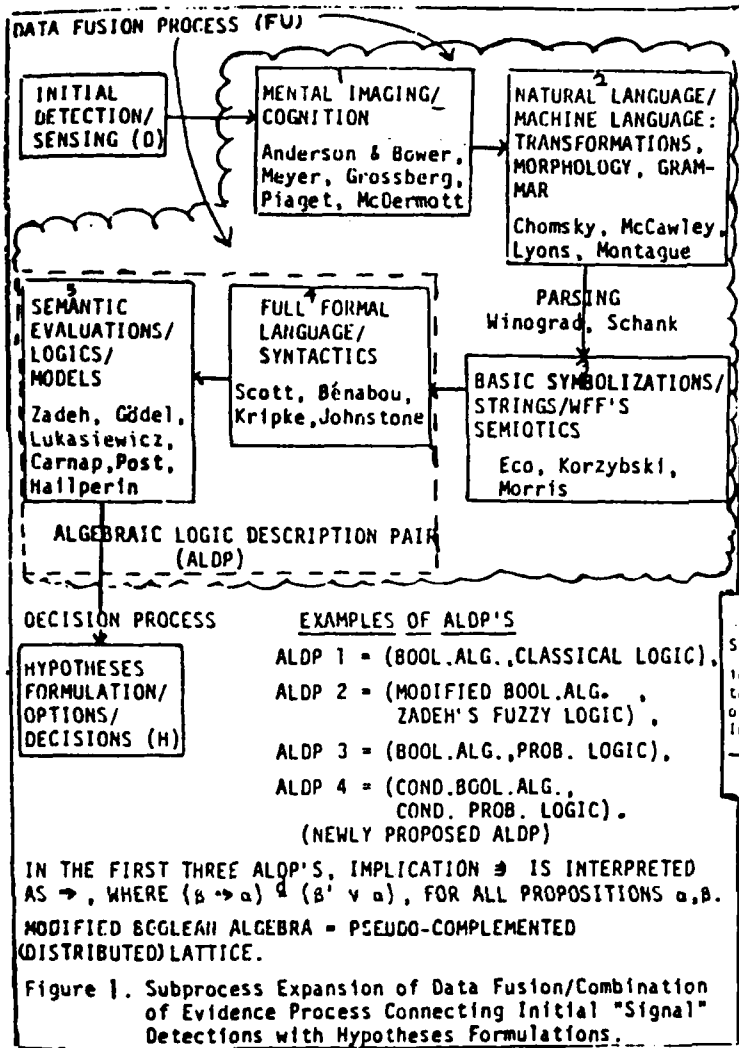 DATA FUSION PROCESS (FU)
INITIAL
DETECTION/
SENSING (D)
1
MENTAL IMAGING/
COGNITION
Anderson & Bower,
Meyer, Grossberg,
Piaget, McDermott
2
NATURAL LANGUAGE/
MACHINE LANGUAGE:
TRANSFORMATIONS,
MORPHOLOGY, GRAM-
MAR
Chomsky, McCawley,
Lyons, Montague
PARSING
Winograd, Schank
BASIC SYMBOLIZATIONS/
STRINGS/WFF'S
SEMIOTICS
Eco, Korzybski,
Morris
4
FULL FORMAL
LANGUAGE/
SYNTACTICS
Scott, Bénabou,
Kripke, Johnstone
5
SEMANTIC
EVALUATIONS/
LOGICS/
MODELS
Zadeh, Gödel,
Lukasiewicz,
Carnap, Post,
Hailperin
ALGEBRAIC LOGIC DESCRIPTION PAIR
(ALDP)
DECISION PROCESS
HYPOTHESES
FORMULATION/
OPTIONS/
DECISIONS (H)
EXAMPLES OF ALDP'S
ALDP 1 = (BOOL.ALG.,CLASSICAL LOGIC),
ALDP 2 = (MODIFIED BOOL.ALG. ,
ZADEH'S FUZZY LOGIC) ,
ALDP 3 = (BOOL.ALG.,PROB. LOGIC),
ALDP 4 = (COND.BOOL.ALG.,
COND. PROB. LOGIC).
(NEWLY PROPOSED ALDP)
IN THE FIRST THREE ALDP'S, IMPLICATION ⇒ IS INTERPRETED
AS →, WHERE (β → α) ᵈ= (β' ∨ α), FOR ALL PROPOSITIONS α,β.
MODIFIED BOOLEAN ALGEBRA = PSEUDO-COMPLEMENTED
(DISTRIBUTED) LATTICE.
Figure 1. Subprocess Expansion of Data Fusion/Combination
of Evidence Process Connecting Initial "Signal"
Detections with Hypotheses Formulations.